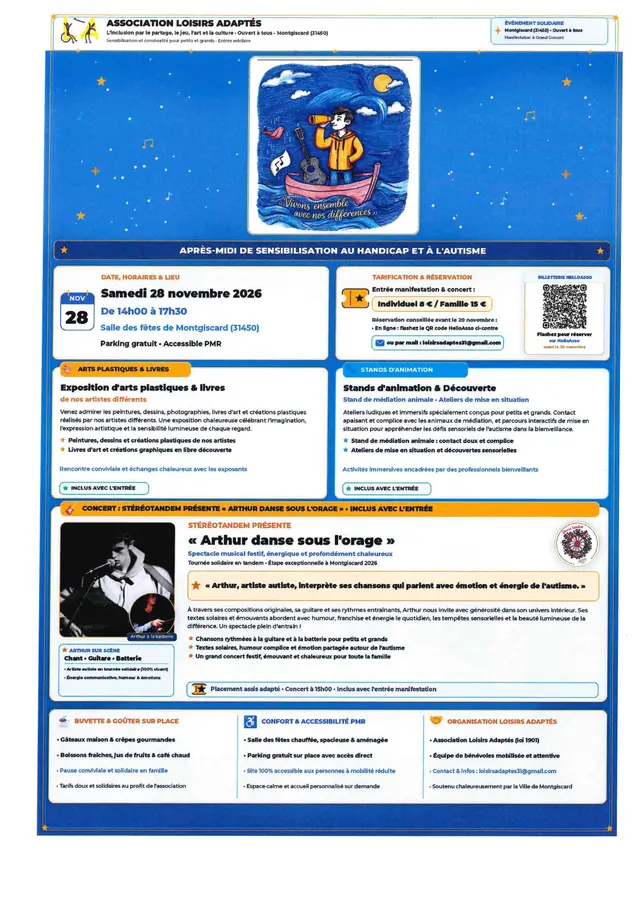 ASSOCIATION LOISIRS ADAPTÉS
L'inclusion par le partage, le jeu, l'art et la culture • Ouvert à tous • Montgiscard (31450)
Sensibilisation et convivialité pour petits et grands · Entrée solidaire
ÉVÉNEMENT SOLIDAIRE
Montgiscard (31450) • Ouvert à tous
Manifestation & Grand Concert
Vivons ensemble
avec nos différences »
APRÈS-MIDI DE SENSIBILISATION AU HANDICAP ET À L'AUTISME
NOV
28
DATE, HORAIRES & LIEU
Samedi 28 novembre 2026
De 14h00 à 17h30
Salle des fêtes de Montgiscard (31450)
Parking gratuit • Accessible PMR
TARIFICATION & RÉSERVATION
Entrée manifestation & concert :
Individuel 8 € / Famille 15 €
Réservation conseillée avant le 20 novembre :
• En ligne : flashez le QR code HelloAsso ci-contre
ou par mail : loisirsadaptes31@gmail.com
BILLETTERIE HELLOASSO
Flashez pour réserver
sur HelloAsso
avant le 20 novembre
ARTS PLASTIQUES & LIVRES
Exposition d'arts plastiques & livres
de nos artistes différents
Venez admirer les peintures, dessins, photographies, livres d'art et créations plastiques
réalisés par nos artistes différents. Une exposition chaleureuse célébrant l'imagination,
l'expression artistique et la sensibilité lumineuse de chaque regard.
Peintures, dessins et créations plastiques de nos artistes
Livres d'art et créations graphiques en libre découverte
Rencontre conviviale et échanges chaleureux avec les exposants
INCLUS AVEC L'ENTRÉE
STANDS D'ANIMATION
Stands d'animation & Découverte
Stand de médiation animale • Ateliers de mise en situation
Ateliers ludiques et immersifs spécialement conçus pour petits et grands. Contact
apaisant et complice avec les animaux de médiation, et parcours interactifs de mise en
situation pour appréhender les défis sensoriels de l'autisme dans la bienveillance.
Stand de médiation animale : contact doux et complice
Ateliers de mise en situation et découvertes sensorielles
Activités immersives encadrées par des professionnels bienveillants
INCLUS AVEC L'ENTRÉE
CONCERT : STÉRÉOTANDEM PRÉSENTE « ARTHUR DANSE SOUS L'ORAGE » • INCLUS AVEC L'ENTRÉE
STÉRÉOTANDEM PRÉSENTE
« Arthur danse sous l'orage »
Spectacle musical festif, énergique et profondément chaleureux
Tournée solidaire en tandem • Étape exceptionnelle à Montgiscard 2026
« Arthur, artiste autiste, interprète ses chansons qui parlent avec émotion et énergie de l'autisme. »
À travers ses compositions originales, sa guitare et ses rythmes entraînants, Arthur nous invite avec générosité dans son univers intérieur. Ses
textes solaires et émouvants abordent avec humour, franchise et énergie le quotidien, les tempêtes sensorielles et la beauté lumineuse de la
différence. Un spectacle plein d'entrain !
Chansons rythmées à la guitare et à la batterie pour petits et grands
Textes solaires, humour complice et émotion partagée autour de l'autisme
Un grand concert festif, émouvant et chaleureux pour toute la famille
Placement assis adapté • Concert à 15h00 • Inclus avec l'entrée manifestation
Arthur à la batterie
ARTHUR SUR SCÈNE
Chant • Guitare • Batterie
• Artiste autiste en tournée solidaire (100% vivant)
• Énergie communicative, humour & émotions
BUVETTE & GOÛTER SUR PLACE
• Gâteaux maison & crêpes gourmandes
• Boissons fraîches, jus de fruits & café chaud
• Pause conviviale et solidaire en famille
• Tarifs doux et solidaires au profit de l'association
CONFORT & ACCESSIBILITÉ PMR
• Salle des fêtes chauffée, spacieuse & aménagée
• Parking gratuit sur place avec accès direct
• Site 100% accessible aux personnes à mobilité réduite
• Espace calme et accueil personnalisé sur demande
ORGANISATION LOISIRS ADAPTÉS
• Association Loisirs Adaptés (loi 1901)
• Équipe de bénévoles mobilisée et attentive
• Contact & infos : loisirsadaptes31@gmail.com
• Soutenu chaleureusement par la Ville de Montgiscard